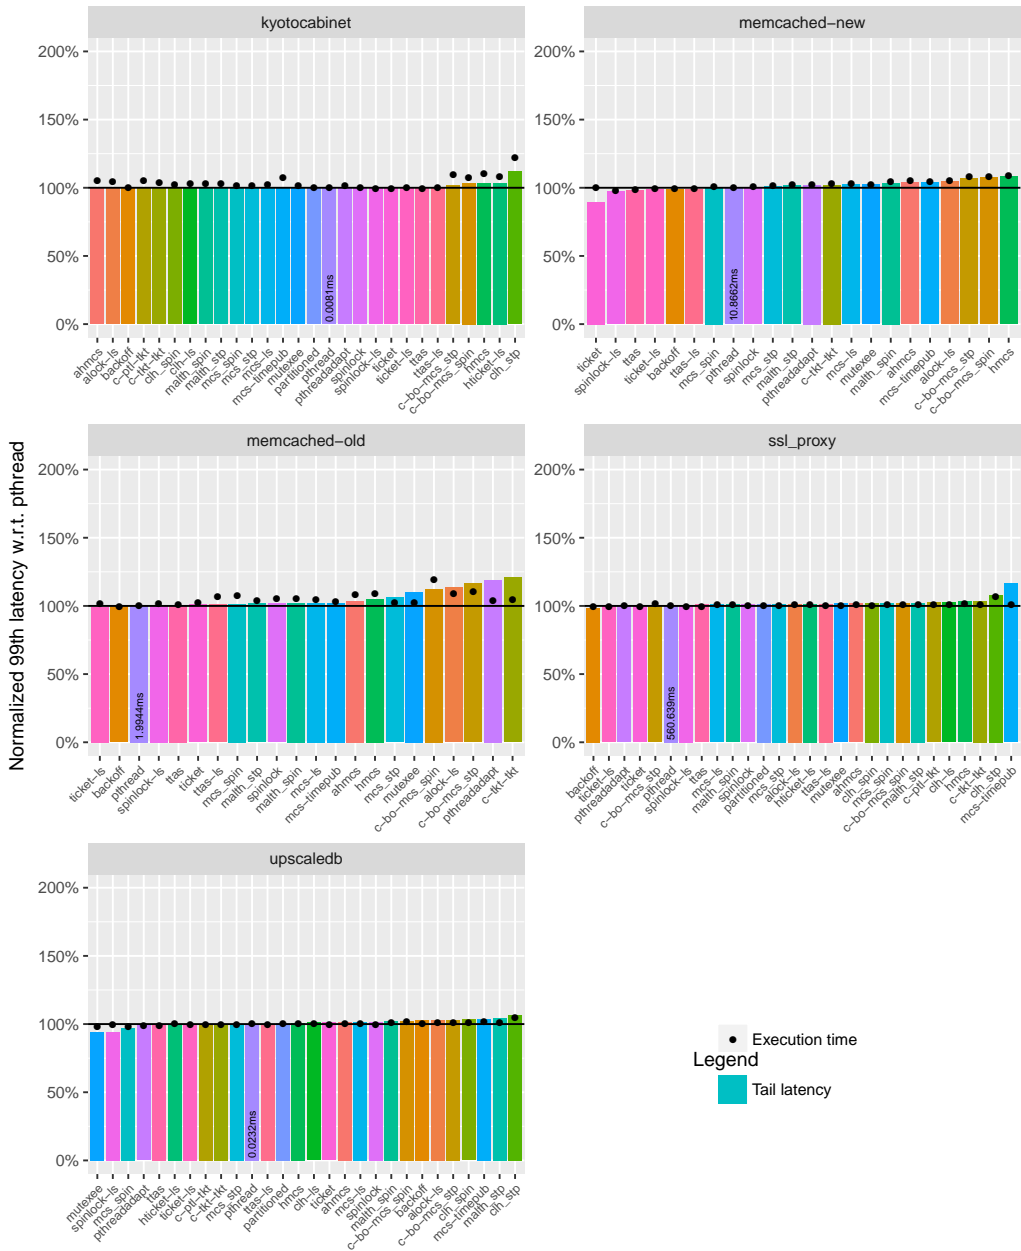 Normalized 99th latency w.r.t. pthread
kyotocabinet
200%
150%
100%
50%
0%
0.0081ms
ahmcs
alock-ls
backoff
c-ptl-tkt
c-tkt-tkt
clh_spin
clh-ls
malth_spin
malth_stp
mcs_spin
mcs_stp
mcs-ls
mcs-timepub
mutexee
partitioned
pthread
pthreadadapt
spinlock
spinlock-ls
ticket
ticket-ls
ttas
ttas-ls
c-bo-mcs_stp
c-bo-mcs_spin
hmcs
hticket-ls
clh_stp
memcached-new
200%
150%
100%
50%
0%
10.8662ms
ticket
spinlock-ls
ttas
ticket-ls
backoff
ttas-ls
mcs_spin
pthread
spinlock
mcs_stp
malth_stp
pthreadadapt
c-tkt-tkt
mcs-ls
mutexee
malth_spin
ahmcs
mcs-timepub
alock-ls
c-bo-mcs_stp
c-bo-mcs_spin
hmcs
memcached-old
200%
150%
100%
50%
0%
1.9944ms
ticket-ls
backoff
pthread
spinlock-ls
ttas
ticket
ttas-ls
mcs_spin
malth_stp
spinlock
malth_spin
mcs-ls
mcs-timepub
ahmcs
hmcs
mcs_stp
mutexee
c-bo-mcs_spin
alock-ls
c-bo-mcs_stp
pthreadadapt
c-tkt-tkt
ssl_proxy
200%
150%
100%
50%
0%
560.639ms
backoff
ticket-ls
pthreadadapt
ticket
c-bo-mcs_stp
pthread
spinlock-ls
ttas
mcs-ls
malth_spin
spinlock
partitioned
mcs_stp
alock-ls
hticket-ls
ttas-ls
mutexee
ahmcs
clh_spin
mcs_spin
c-bo-mcs_spin
malth_stp
c-ptl-tkt
clh-ls
hmcs
c-tkt-tkt
clh_stp
mcs-timepub
upscaledb
200%
150%
100%
50%
0%
0.0232ms
mutexee
spinlock-ls
mcs_spin
pthreadadapt
ttas
hticket-ls
ticket-ls
c-ptl-tkt
c-tkt-tkt
mcs_stp
pthread
ttas-ls
partitioned
hmcs
clh-ls
ticket
ahmcs
mcs-ls
spinlock
malth_spin
c-bo-mcs_spin
backoff
alock-ls
c-bo-mcs_stp
clh_spin
mcs-timepub
malth_stp
clh_stp
Execution time
Legend
Tail latency